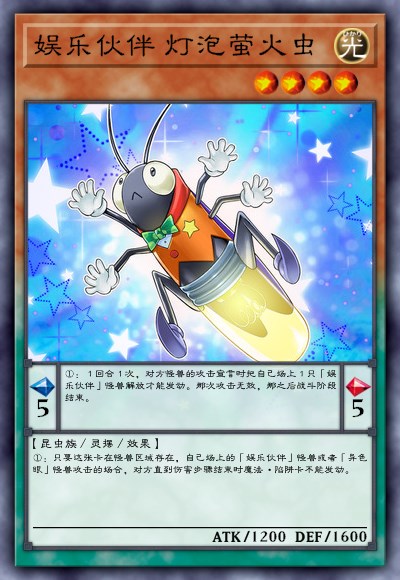 娱乐伙伴 灯泡萤火虫
光
ひかり
①：1回合1次，对方怪兽的攻击宣言时把自己场上1只「娱
乐伙伴」怪兽解放才能发动。那次攻击无效，那之后战斗阶段
结束。
5
5
【昆虫族／灵摆／效果】
①：只要这张卡在怪兽区域存在，自己场上的「娱乐伙伴」怪兽或者「异色
眼」怪兽攻击的场合，对方直到伤害步骤结束时魔法·陷阱卡不能发动。
ATK/1200 DEF/1600